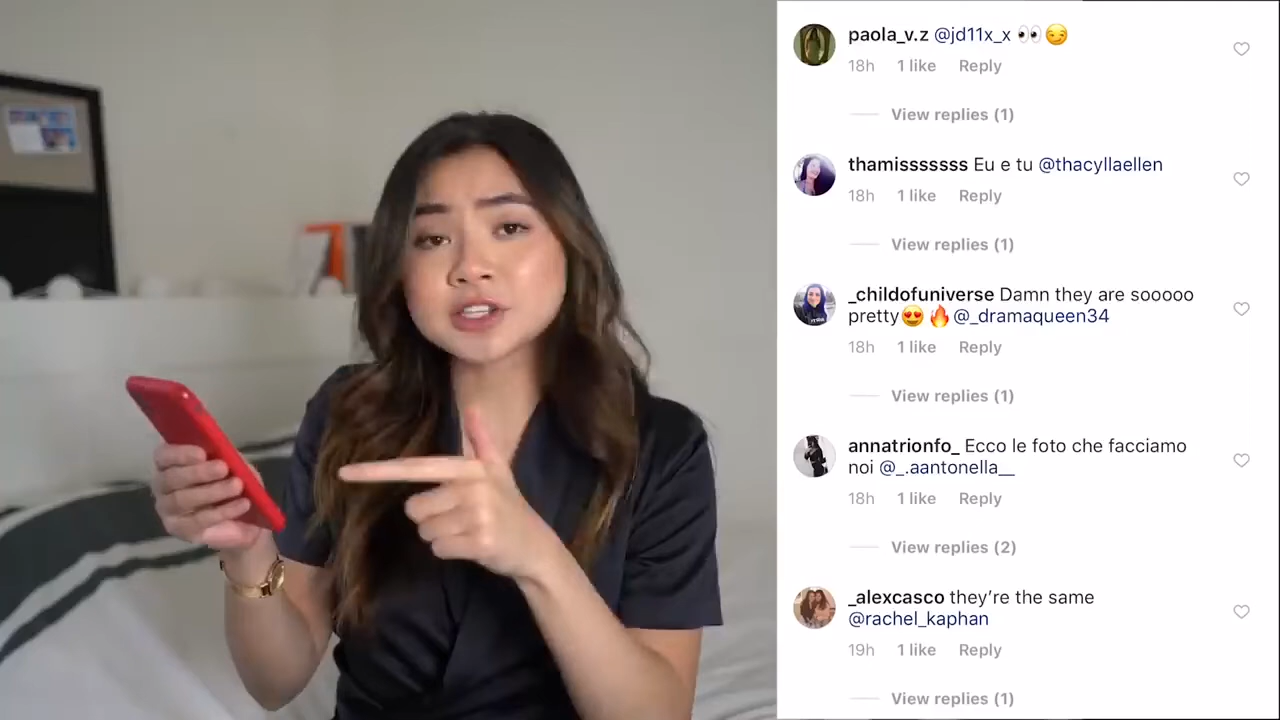 paola_v.z @jd11x_x 👀😏
18h 1 like Reply
View replies (1)
thamisssssss Eu e tu @thacyllaellen
18h 1 like Reply
View replies (1)
_childofuniverse Damn they are sooooo
pretty😍🔥@_dramaqueen34
18h 1 like Reply
View replies (1)
annatrionfo_ Ecco le foto che facciamo
noi @_.aantonella__
18h 1 like Reply
View replies (2)
_alexcasco they’re the same
@rachel_kaphan
19h 1 like Reply
View replies (1)